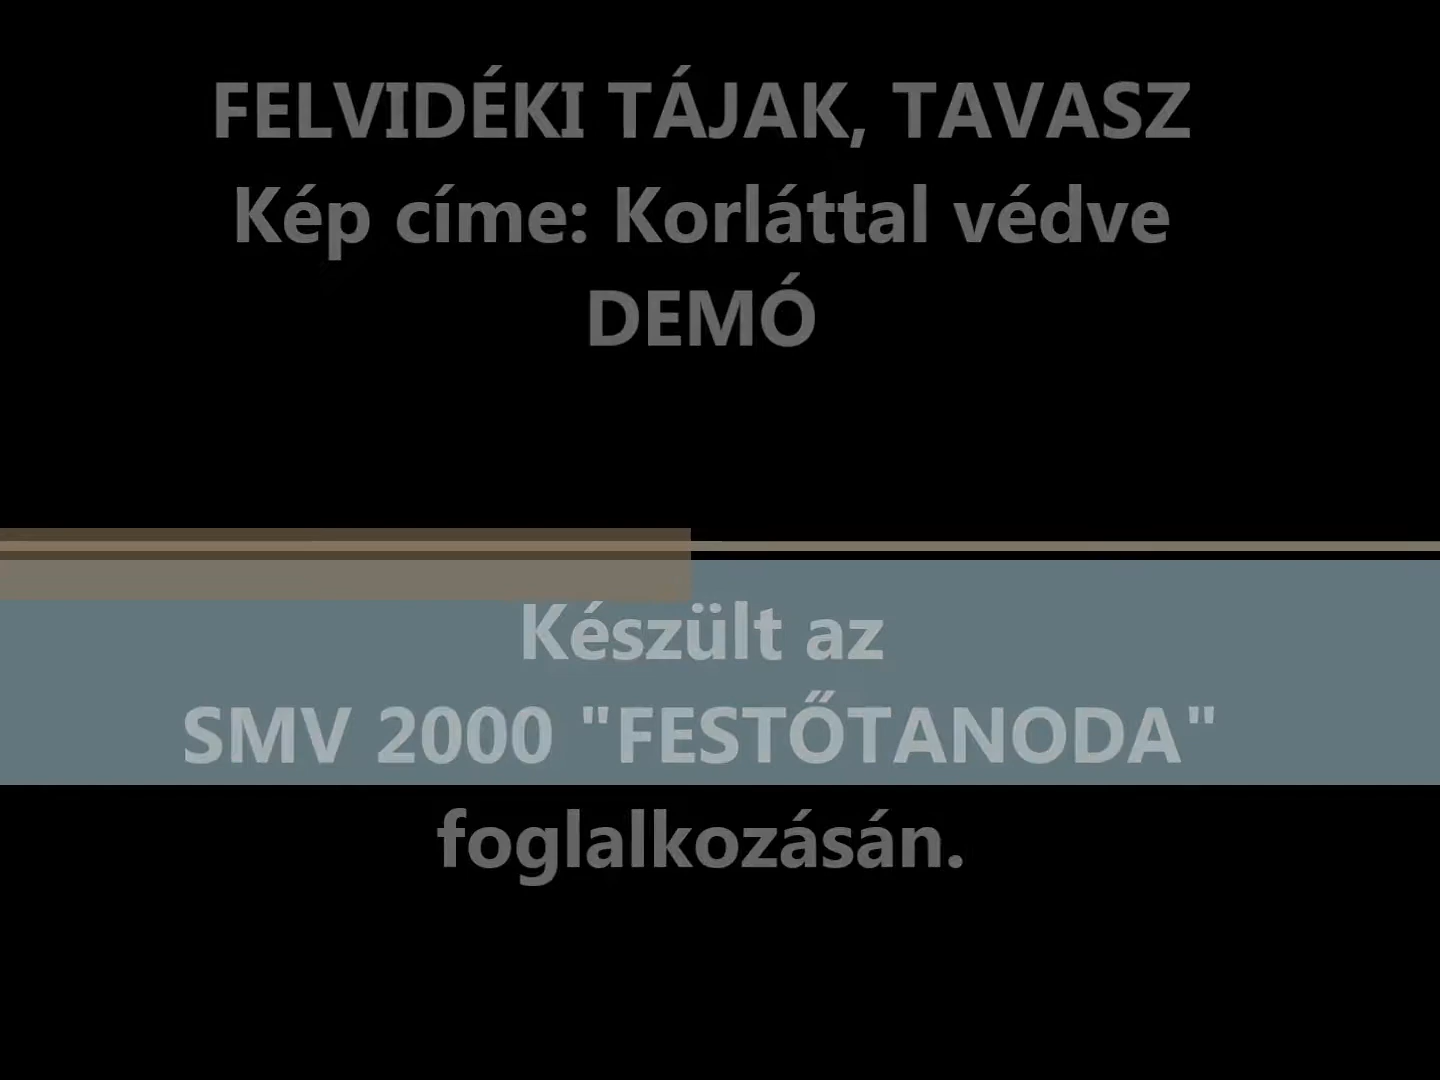 FELVIDÉKI TÁJAK, TAVASZ
Kép címe: Korláttal védve
DEMÓ
Készült az
SMV 2000 "FESTŐTANODA"
foglalkozásán.